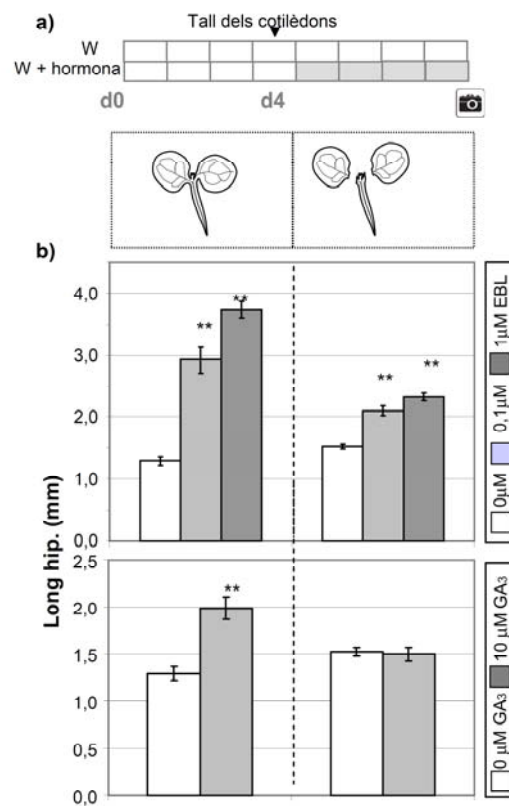 a)
Tall dels cotilèdons
W
W + hormona
d0 d4
b)
4,0
3,0
2,0
1,0
0,0
** ** ** **
0µM 0,1µM 1µM EBL
Long hip. (mm)
2,5
2,0
1,5
1,0
0,5
0,0
**
0 µM GA3 10 µM GA3